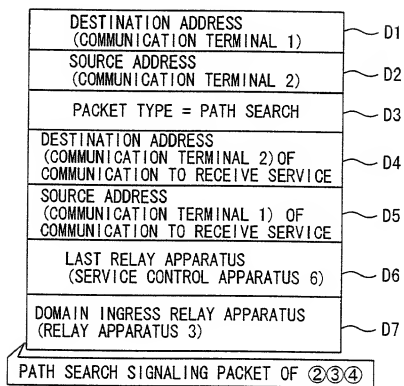 DESTINATION ADDRESS
(COMMUNICATION TERMINAL 1)
D1
SOURCE ADDRESS
(COMMUNICATION TERMINAL 2)
D2
PACKET TYPE = PATH SEARCH
D3
DESTINATION ADDRESS
(COMMUNICATION TERMINAL 2)OF
COMMUNICATION TO RECEIVE SERVICE
D4
SOURCE ADDRESS
(COMMUNICATION TERMINAL 1) OF
COMMUNICATION TO RECEIVE SERVICE
D5
LAST RELAY APPARATUS
(SERVICE CONTROL APPARATUS 6)
D6
DOMAIN INGRESS RELAY APPARATUS
(RELAY APPARATUS 3)
D7
PATH SEARCH SIGNALING PACKET OF ②③④